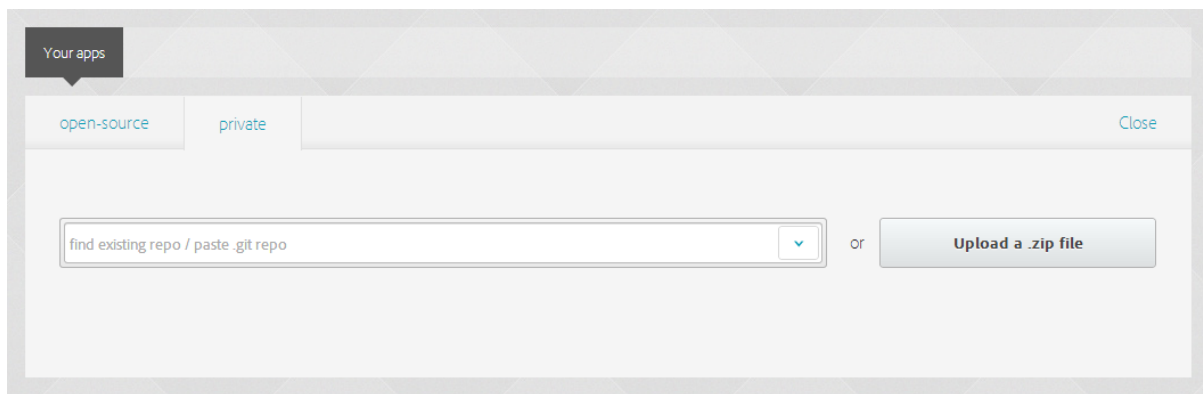 Your apps
open-source
private
Close
find existing repo / paste .git repo
or
Upload a .zip file